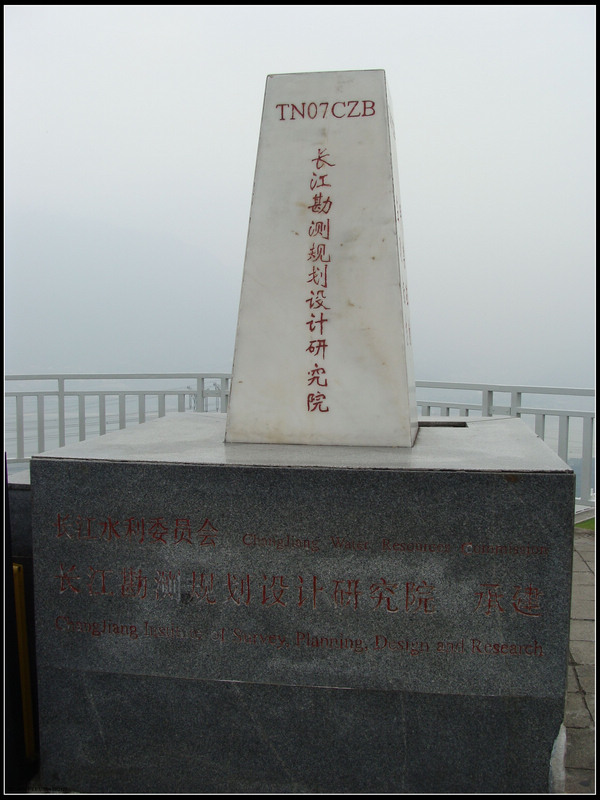 TN07CZB
长江勘测规划设计研究院
长江水利委员会 Changjiang Water Resources Commission
长江勘测规划设计研究院 承建
Changjiang Institute of Survey, Planning, Design and Research